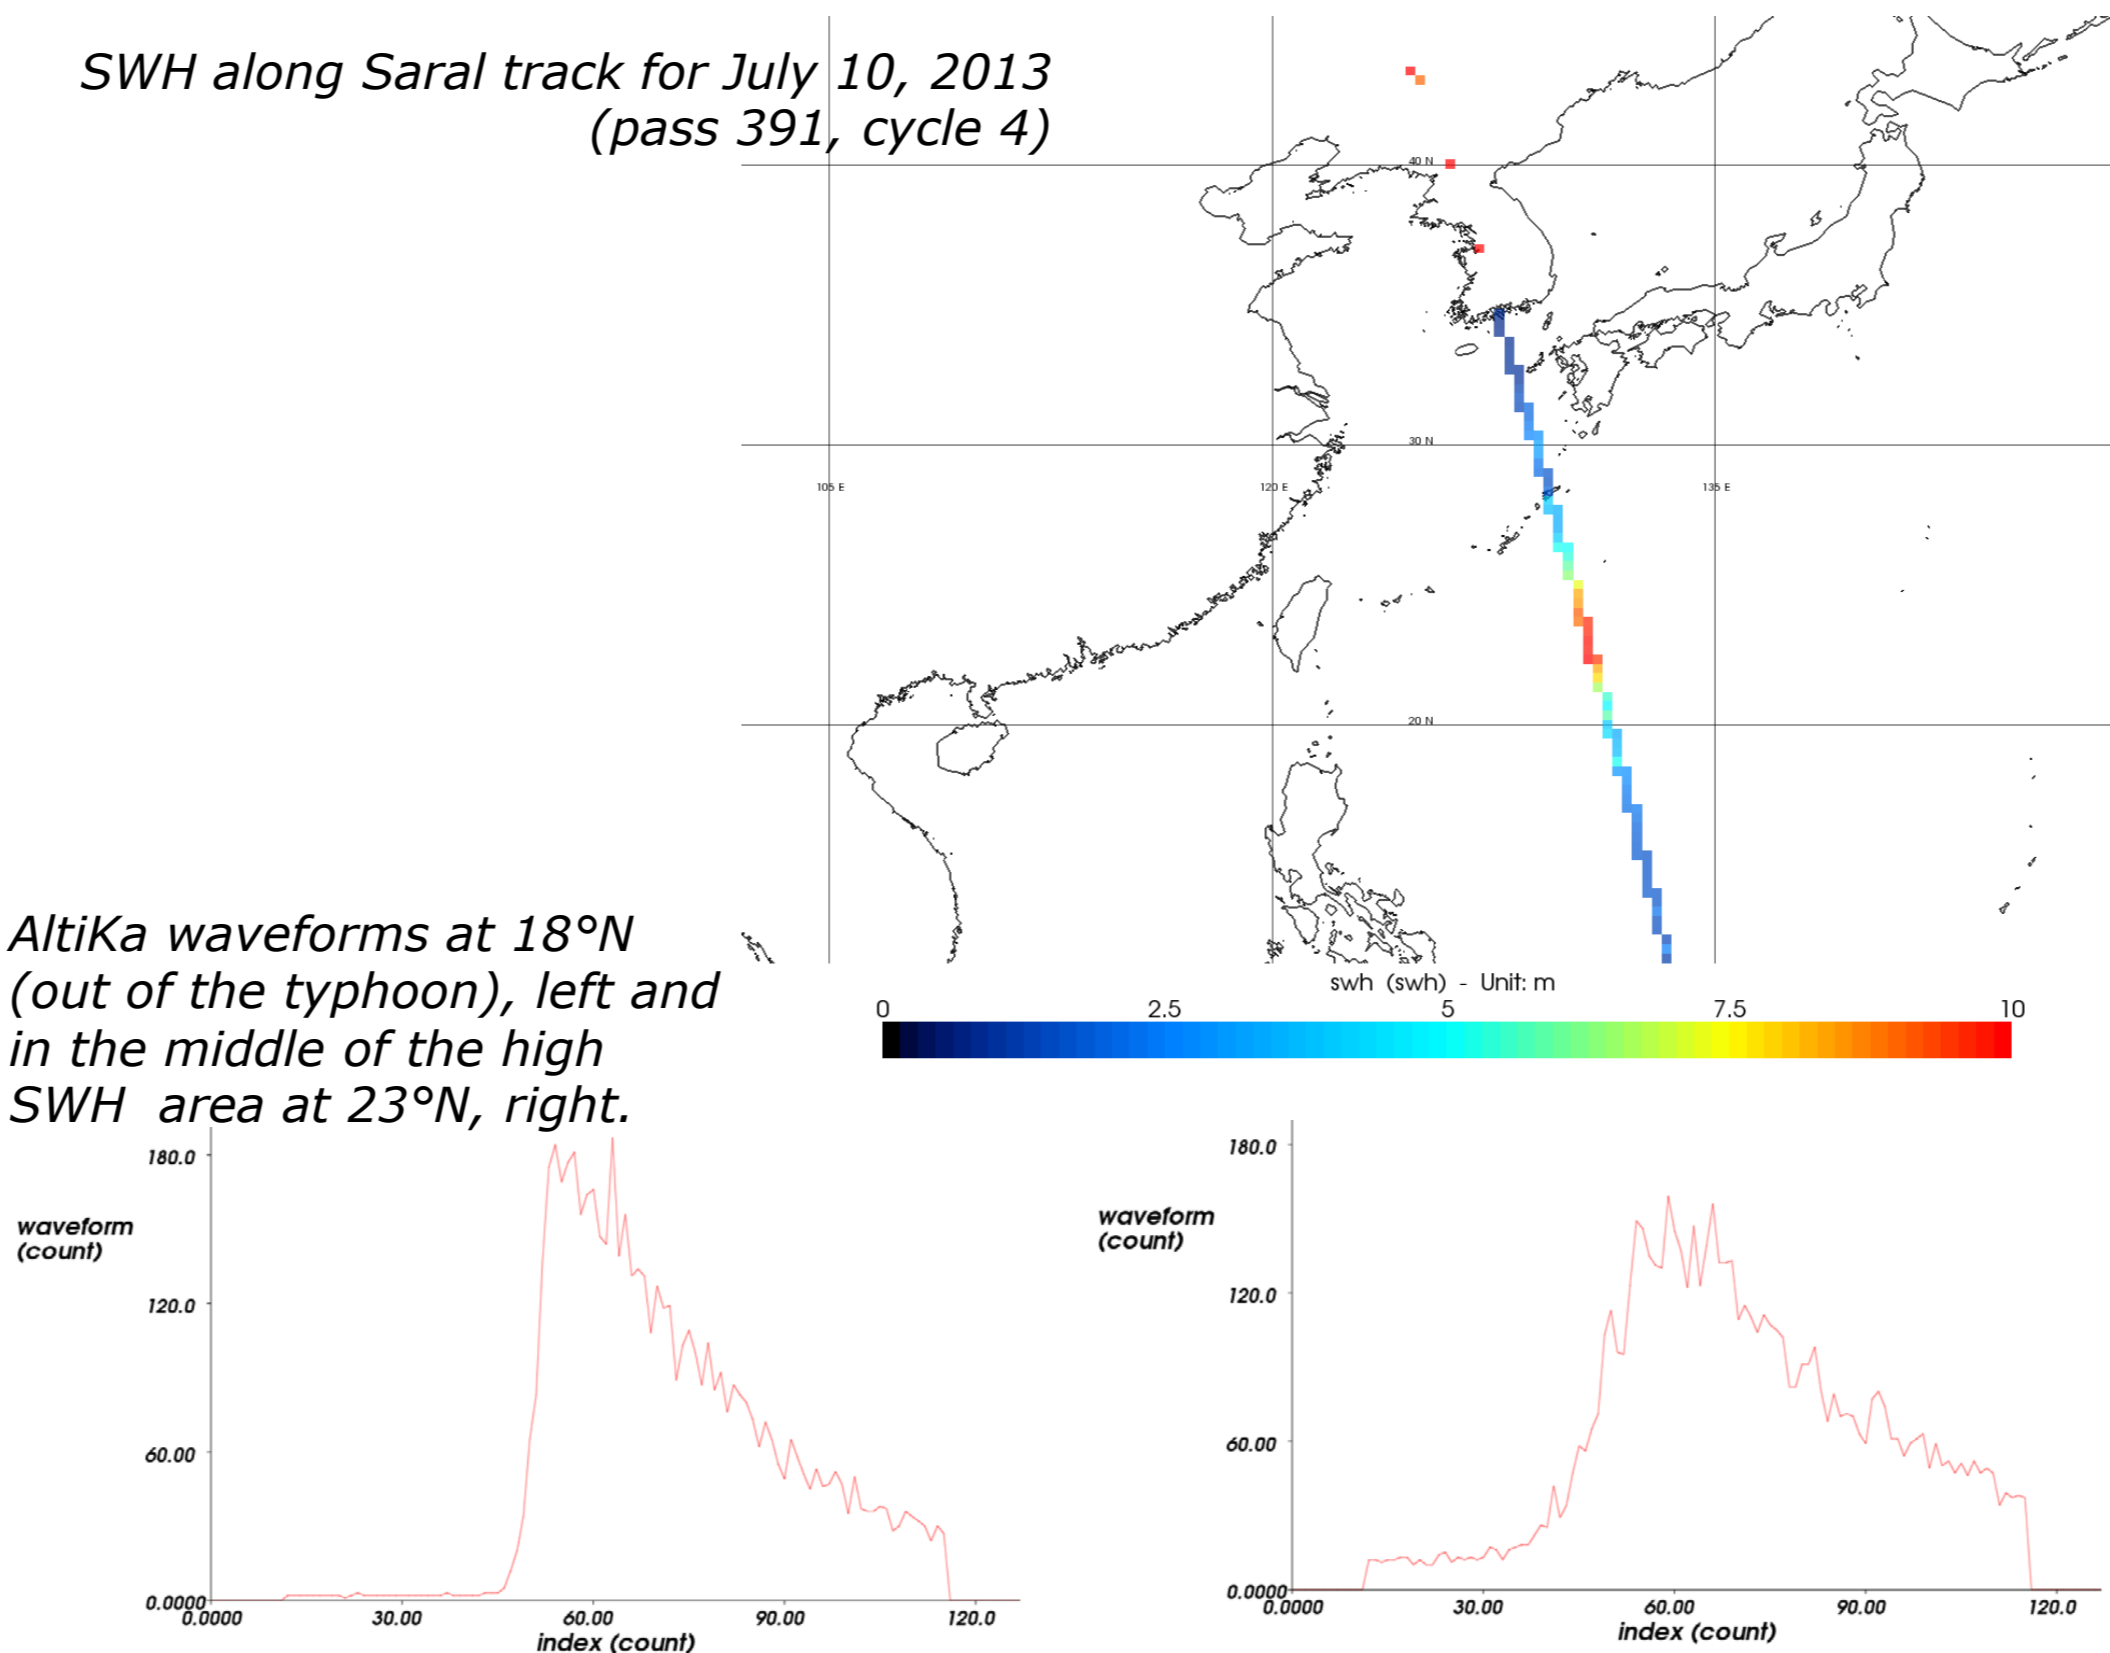 SWH along Saral track for July 10, 2013
(pass 391, cycle 4)
40 N
30 N
105 E
120 E
135 E
20 N
AltiKa waveforms at 18°N
(out of the typhoon), left and
in the middle of the high
SWH area at 23°N, right.
swh (swh) - Unit: m
0
2.5
5
7.5
10
180.0
waveform
(count)
120.0
60.00
0.0000
0.0000
30.00
60.00
90.00
120.0
index (count)
180.0
waveform
(count)
120.0
60.00
0.0000
0.0000
30.00
60.00
90.00
120.0
index (count)